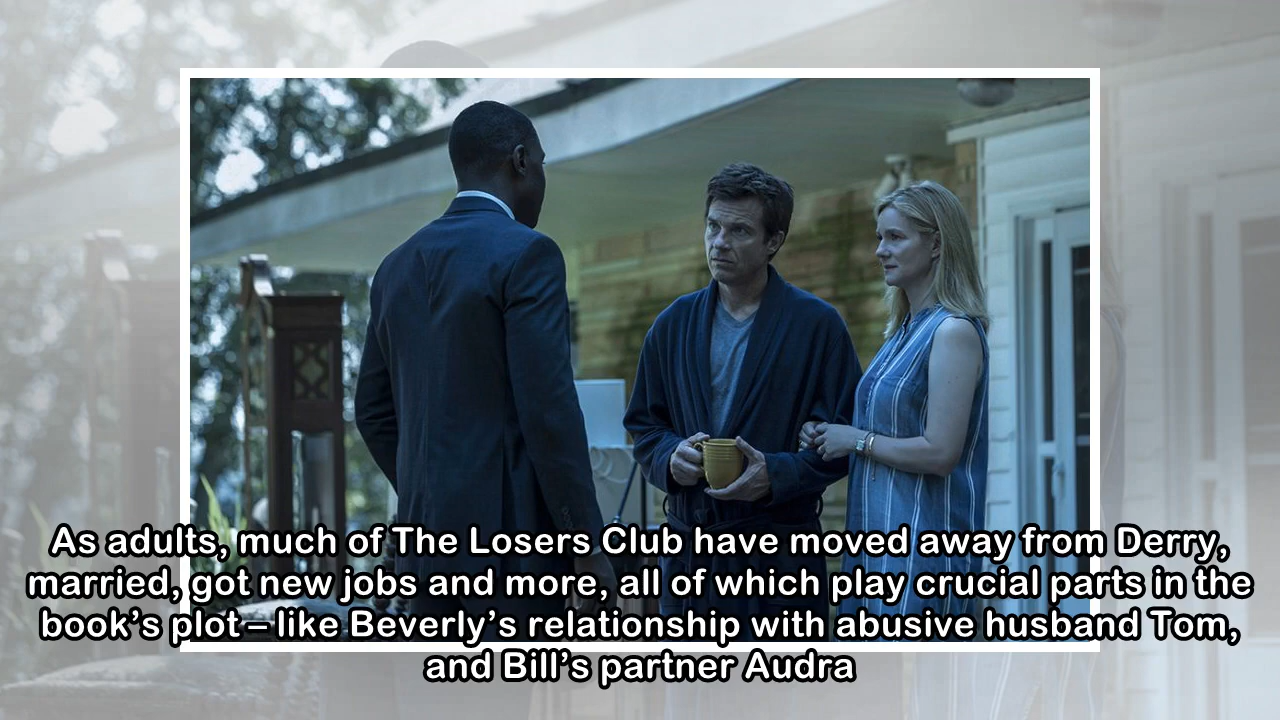 As adults, much of The Losers Club have moved away from Derry,
married, got new jobs and more, all of which play crucial parts in the
book’s plot – like Beverly’s relationship with abusive husband Tom,
and Bill’s partner Audra